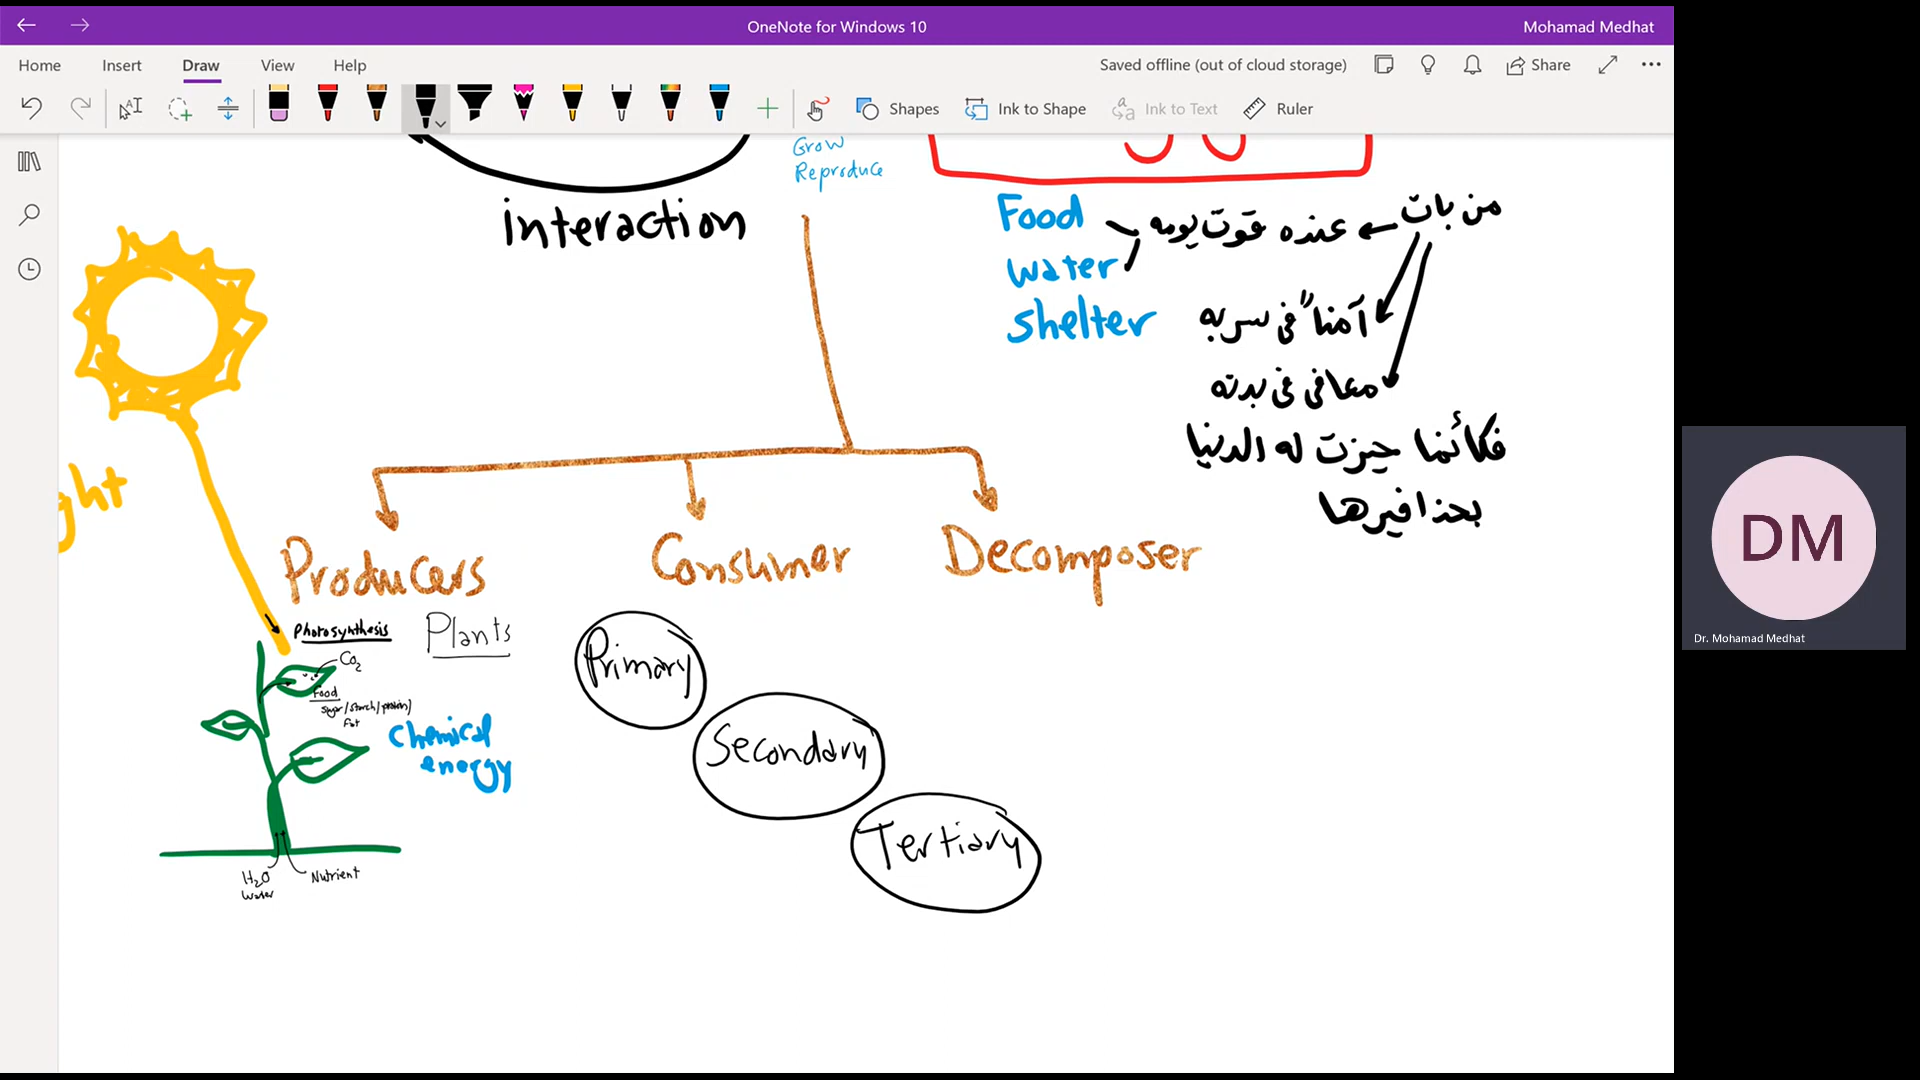 OneNote for Windows 10
Mohamad Medhat
Home Insert Draw View Help
Saved offline (out of cloud storage)
Share
Shapes
Ink to Shape
Ink to Text
Ruler
Grow
Reproduce
interaction
Food
water
shelter
من بات
عنده قوت يومه
آمناً في سربه
معافى في بدنه
فكأنما حيزت له الدنيا
بحذافيرها
ght
Producers
Consumer
Decomposer
Photosynthesis
Plants
CO2
Food
sugar/starch/protein/
Fat
Chemical
energy
H2O
Water
Nutrient
Primary
Secondary
Tertiary
DM
Dr. Mohamad Medhat